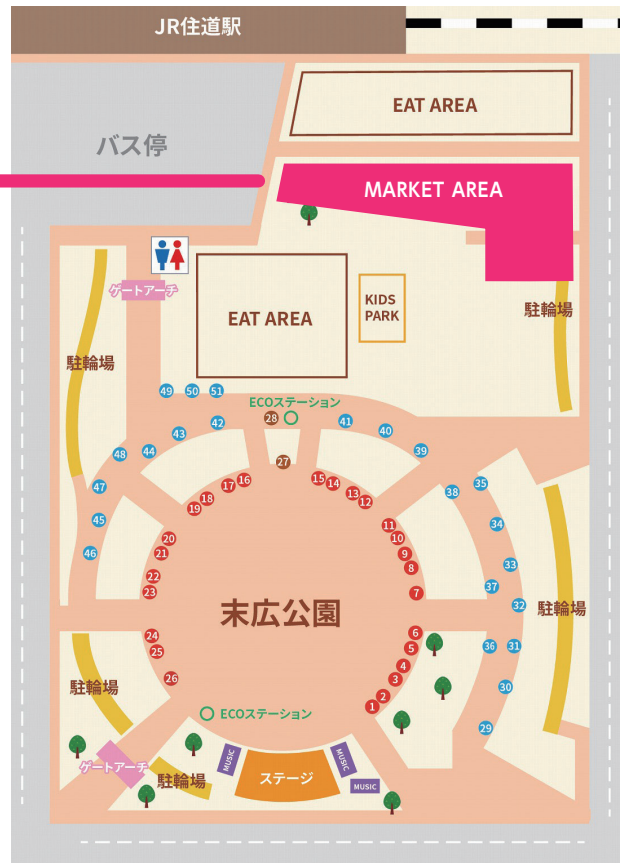 JR住道駅
EAT AREA
バス停
MARKET AREA
ゲートアーチ
EAT AREA
KIDS
PARK
駐輪場
駐輪場
49
50
51
ECOステーション
28
42
41
43
40
44
39
48
27
47
38
35
19
18
17
16
15
14
13
12
45
34
20
11
21
10
46
9
33
22
8
37
23
7
32
末広公園
駐輪場
24
6
25
5
36
31
26
4
3
30
2
1
駐輪場
29
ECOステーション
ゲートアーチ
駐輪場
MUSIC
ステージ
MUSIC
MUSIC